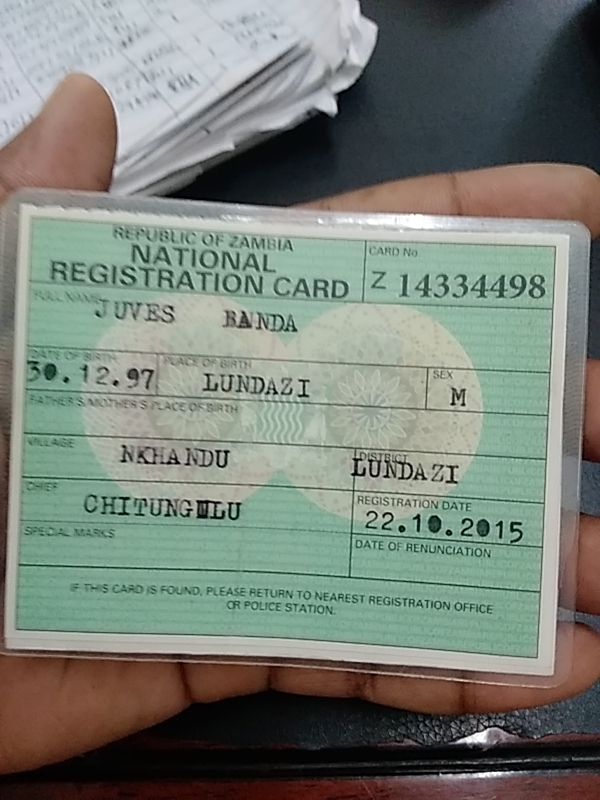 REPUBLIC OF ZAMBIA
NATIONAL
REGISTRATION CARD
CARD No
Z 14334498
FULL NAME
JUVES BANDA
DATE OF BIRTH
30.12.97
PLACE OF BIRTH
LUNDAZI
SEX
M
FATHER'S/MOTHER'S PLACE OF BIRTH
VILLAGE
NKHANDU
DISTRICT
LUNDAZI
CHIEF
CHITUNGULU
REGISTRATION DATE
22.10.2015
SPECIAL MARKS
DATE OF RENUNCIATION
IF THIS CARD IS FOUND, PLEASE RETURN TO NEAREST REGISTRATION OFFICE
OR POLICE STATION.